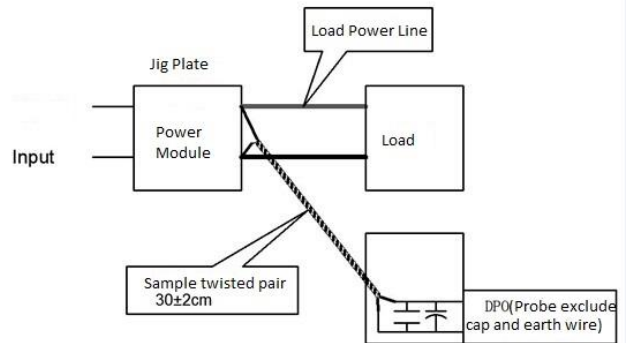 Load Power Line
Jig Plate
Power
Module
Load
Input
Sample twisted pair
30±2cm
DPO(Probe exclude
cap and earth wire)